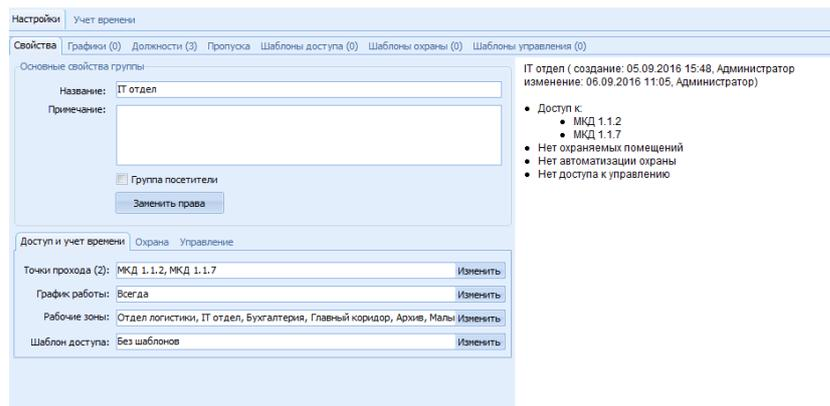 Настройки Учет времени
Свойства Графики (0) Должности (3) Пропуска Шаблоны доступа (0) Шаблоны охраны (0) Шаблоны управления (0)
Основные свойства группы
Название: IT отдел
Примечание:
Группа посетители
Заменить права
Доступ и учет времени Охрана Управление
Точки прохода (2): МКД 1.1.2, МКД 1.1.7 Изменить
График работы: Всегда Изменить
Рабочие зоны: Отдел логистики, IT отдел, Бухгалтерия, Главный коридор, Архив, Малы Изменить
Шаблон доступа: Без шаблонов Изменить
IT отдел ( создание: 05.09.2016 15:48, Администратор
изменение: 06.09.2016 11:05, Администратор)
• Доступ к:
• МКД 1.1.2
• МКД 1.1.7
• Нет охраняемых помещений
• Нет автоматизации охраны
• Нет доступа к управлению